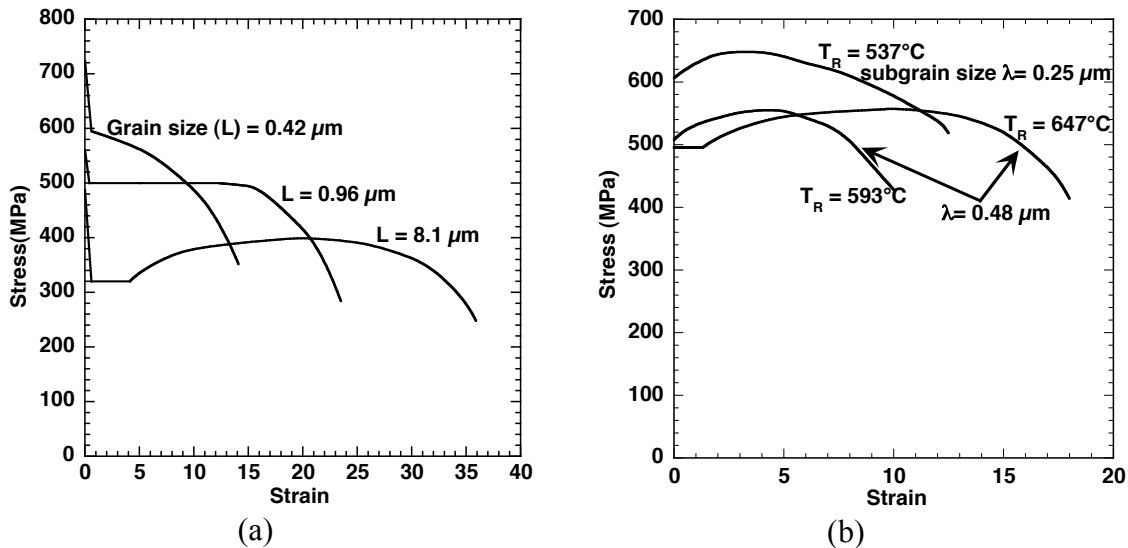 800
700
600
500
400
300
200
100
0
Stress(MPa)
Grain size (L) = 0.42 µm
L = 0.96 µm
L = 8.1 µm
0 5 10 15 20 25 30 35 40
Strain
(a)
700
600
500
400
300
200
100
0
Stress (MPa)
T_R = 537°C
subgrain size λ= 0.25 µm
T_R = 647°C
T_R = 593°C
λ= 0.48 µm
0 5 10 15 20
Strain
(b)